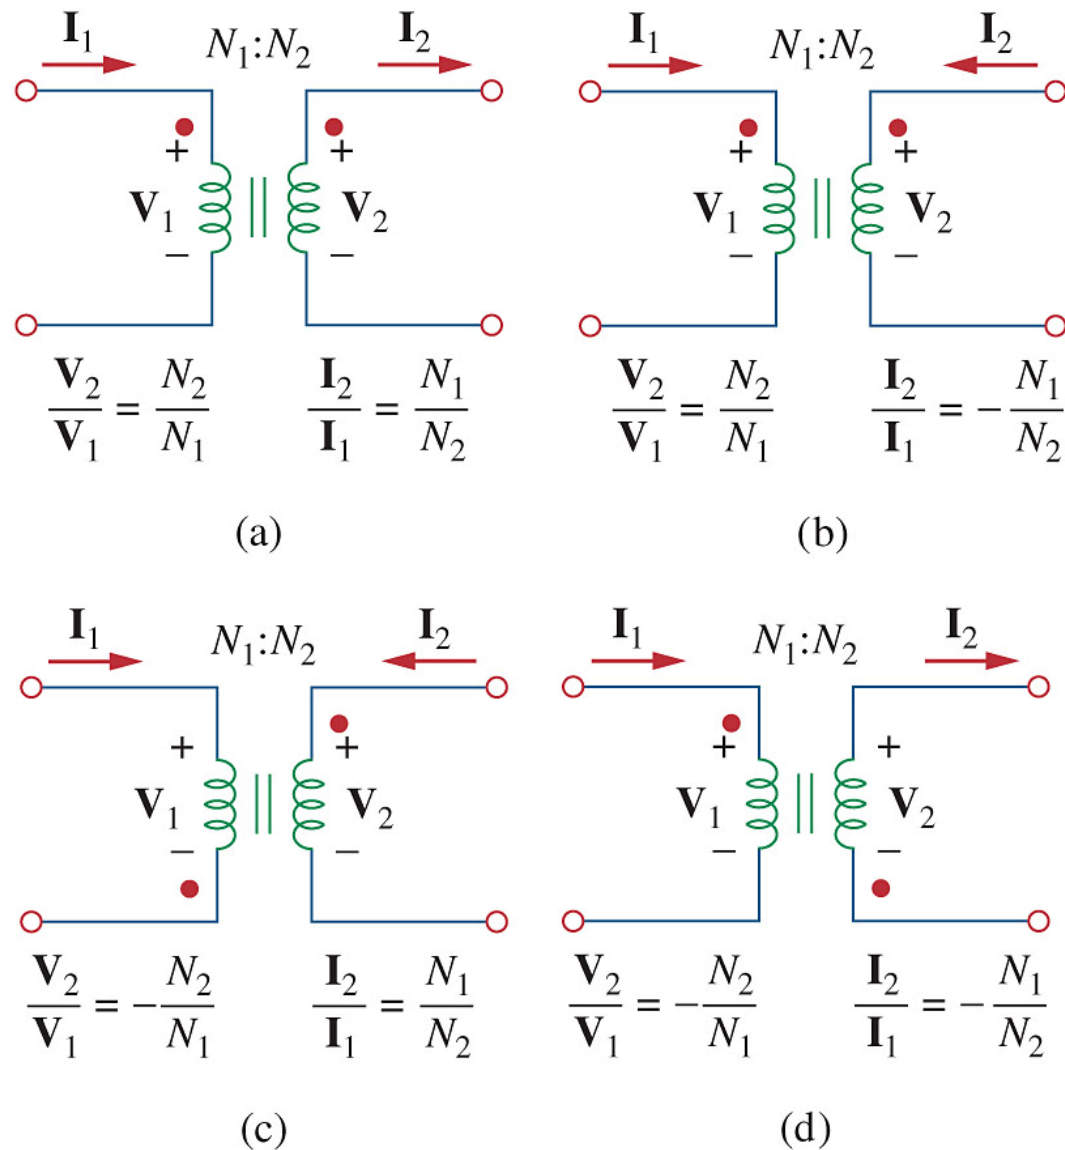 I₁ N₁:N₂ I₂
+ +
V₁ V₂
− −
V₂/V₁ = N₂/N₁ I₂/I₁ = N₁/N₂
(a)
I₁ N₁:N₂ I₂
+ +
V₁ V₂
− −
V₂/V₁ = N₂/N₁ I₂/I₁ = −N₁/N₂
(b)
I₁ N₁:N₂ I₂
+ +
V₁ V₂
− −
V₂/V₁ = −N₂/N₁ I₂/I₁ = N₁/N₂
(c)
I₁ N₁:N₂ I₂
+ +
V₁ V₂
− −
V₂/V₁ = −N₂/N₁ I₂/I₁ = −N₁/N₂
(d)